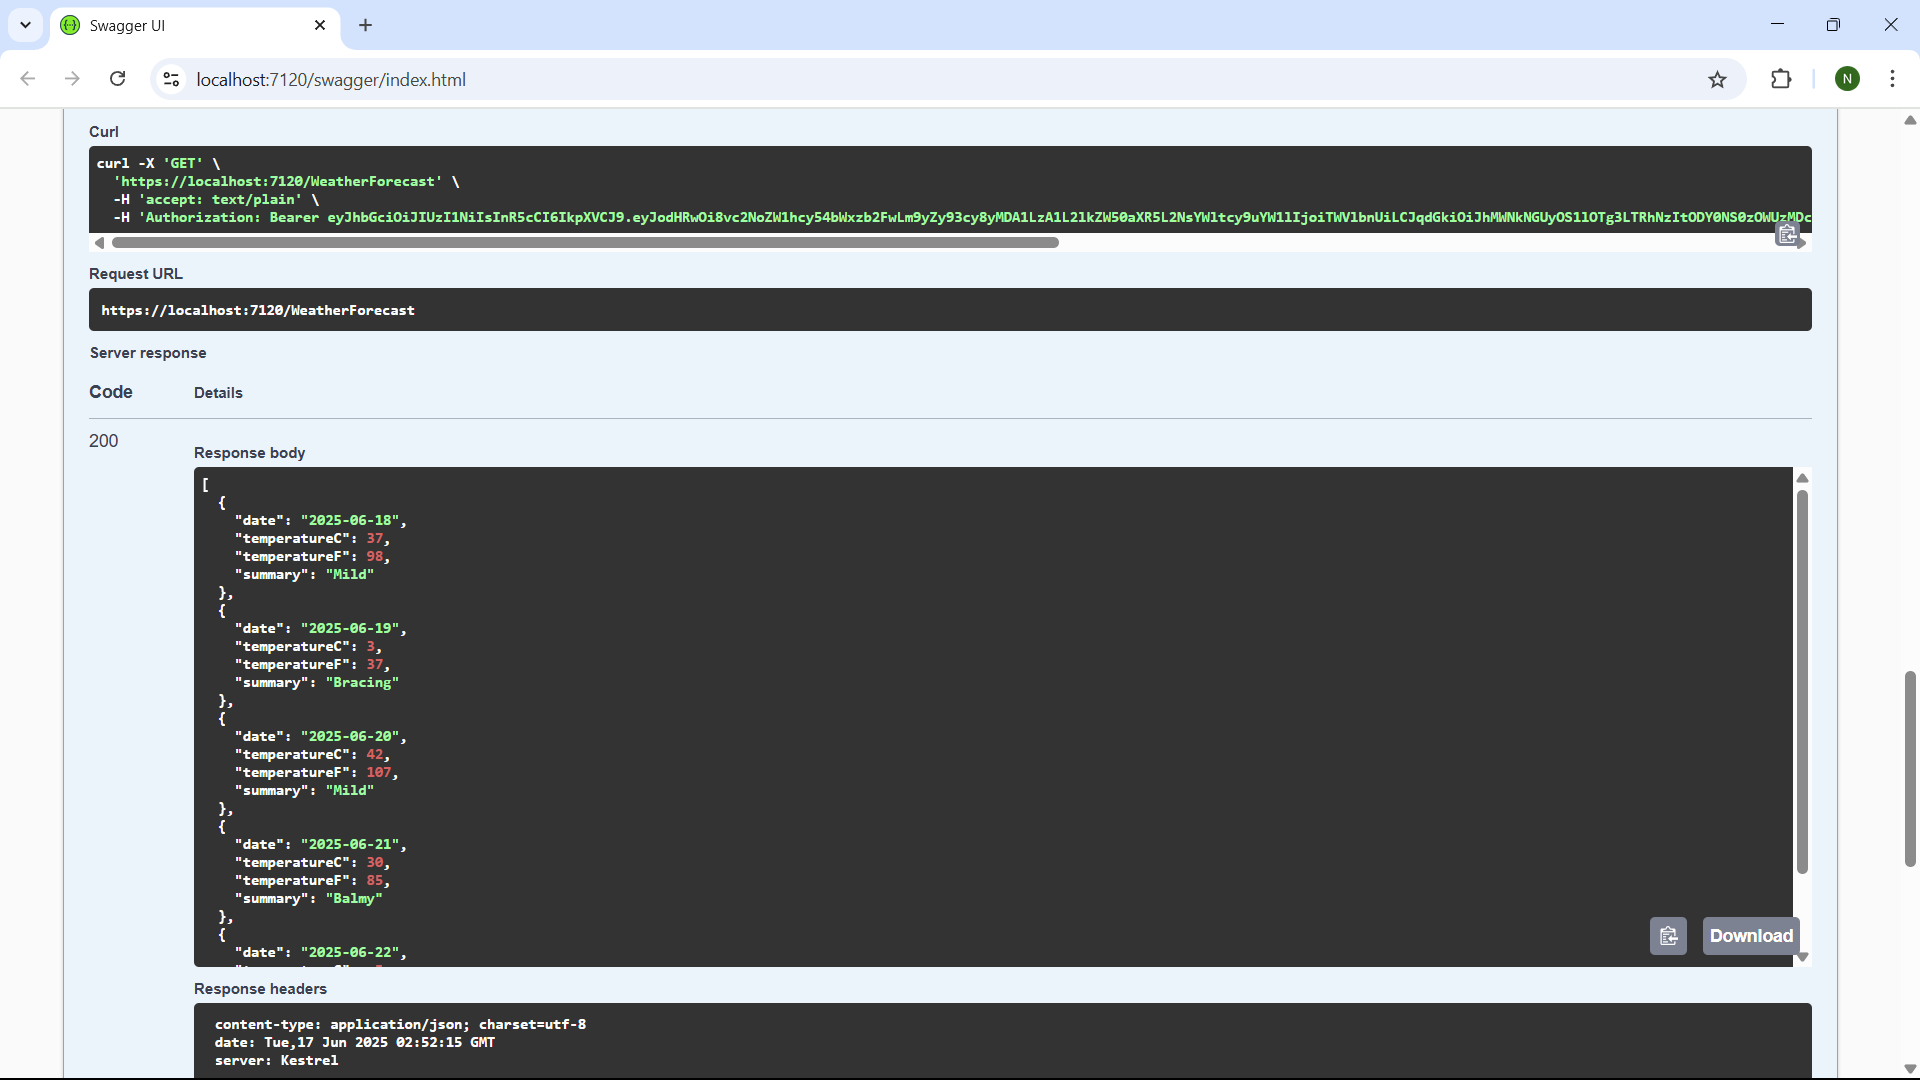 Swagger UI
localhost:7120/swagger/index.html
N
Curl
curl -X 'GET' \
'https://localhost:7120/WeatherForecast' \
-H 'accept: text/plain' \
-H 'Authorization: Bearer
Request URL
https://localhost:7120/WeatherForecast
Server response
Code Details
200
Response body
[
{
"date": "2025-06-18",
"temperatureC": 37,
"temperatureF": 98,
"summary": "Mild"
},
{
"date": "2025-06-19",
"temperatureC": 3,
"temperatureF": 37,
"summary": "Bracing"
},
{
"date": "2025-06-20",
"temperatureC": 42,
"temperatureF": 107,
"summary": "Mild"
},
{
"date": "2025-06-21",
"temperatureC": 30,
"temperatureF": 85,
"summary": "Balmy"
},
{
"date": "2025-06-22",
Download
Response headers
content-type: application/json; charset=utf-8
date: Tue,17 Jun 2025 02:52:15 GMT
server: Kestrel